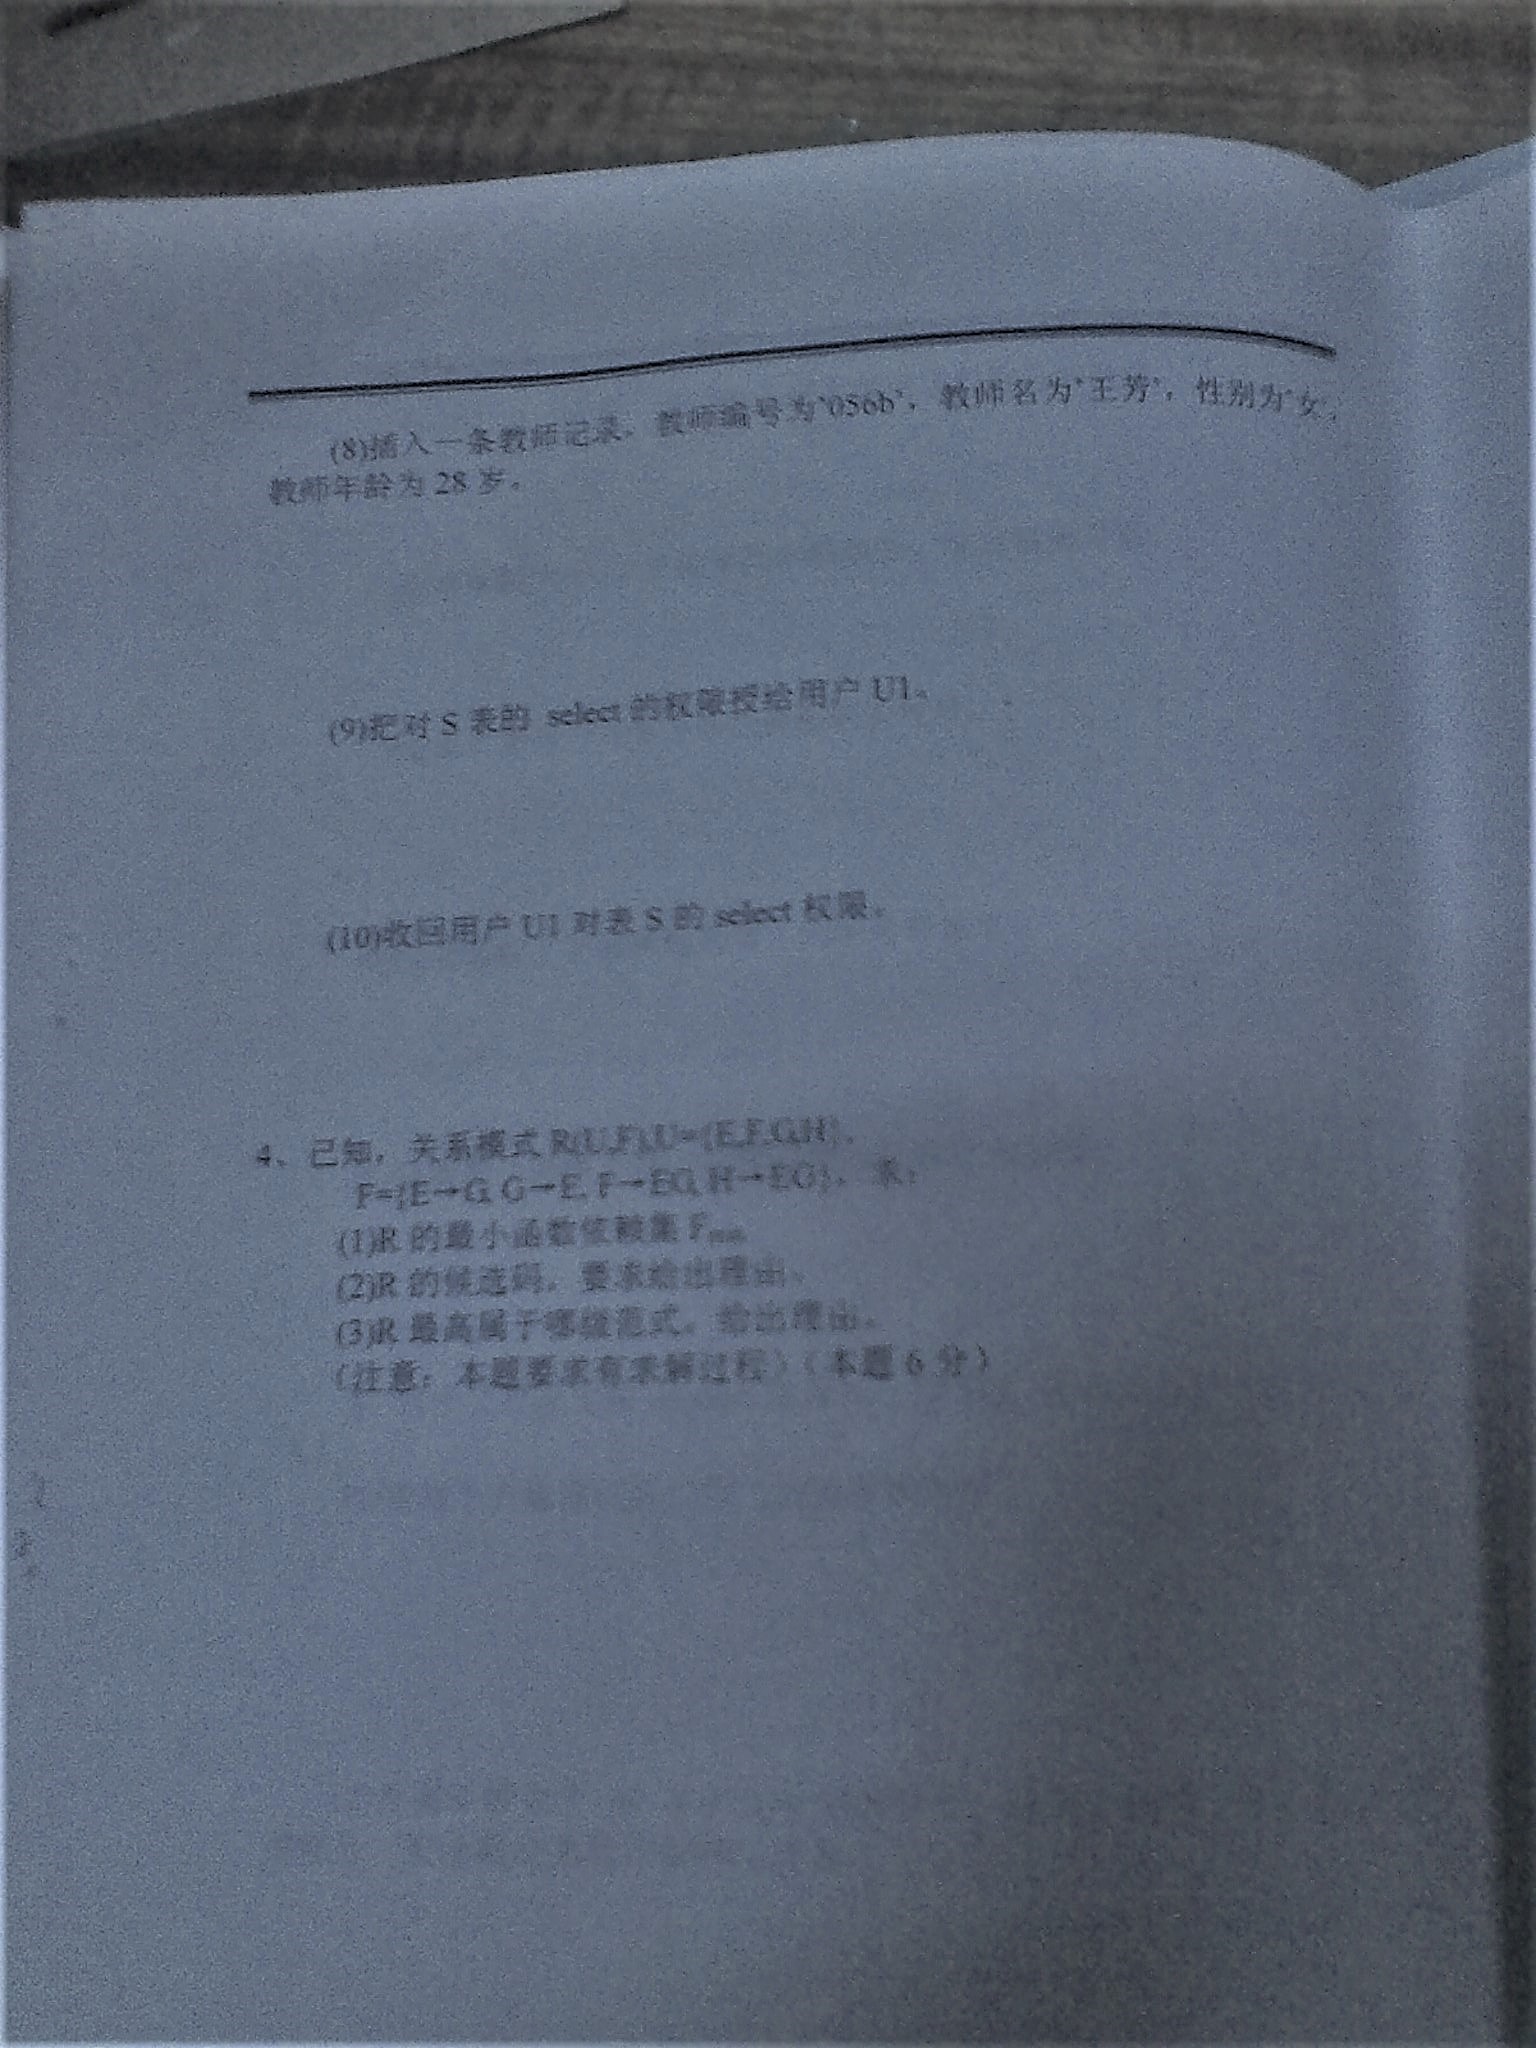 (8)插入一条教师记录，教师编号为‘056b’，教师名为‘王芳’，性别为‘女，
教师年龄为 28 岁。
(9)把对 S 表的 select 的权限授给用户 U1。
(10)收回用户 U1 对表 S 的 select 权限。
4、已知，关系模式 R(U,F),U={E,F,G,H}，
F={E→G, G→E, F→EG, H→EG}，求：
(1)R 的最小函数依赖集 Fmin
(2)R 的候选码，要求给出理由。
(3)R 最高属于哪级范式，给出理由。
（注意：本题要求有求解过程）（本题 6 分）